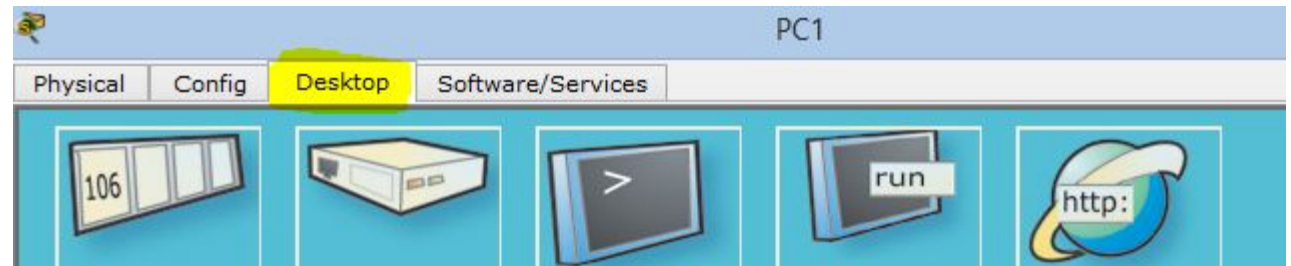 PC1
Physical Config Desktop Software/Services
106 > run http: